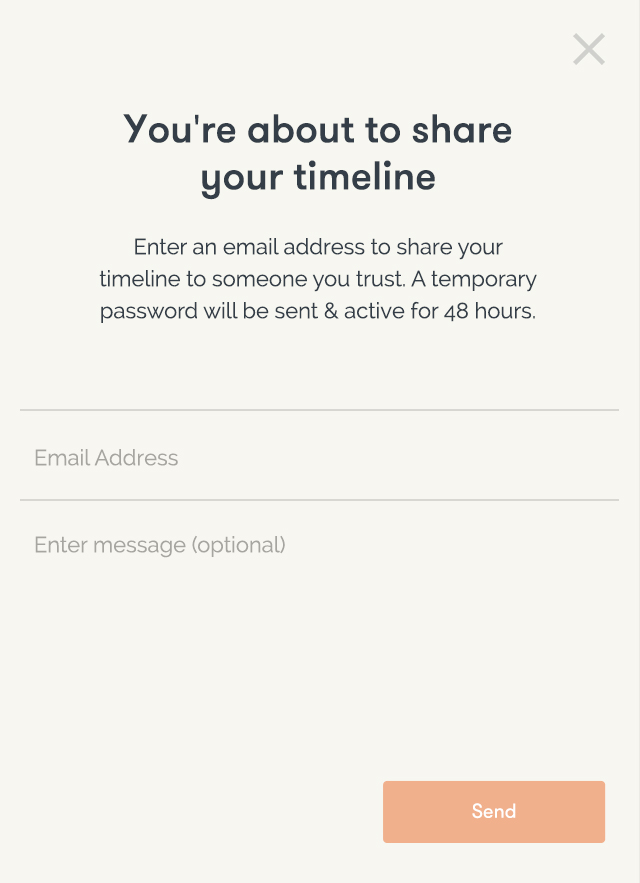 You're about to share
your timeline
Enter an email address to share your
timeline to someone you trust. A temporary
password will be sent & active for 48 hours.
Email Address
Enter message (optional)
Send